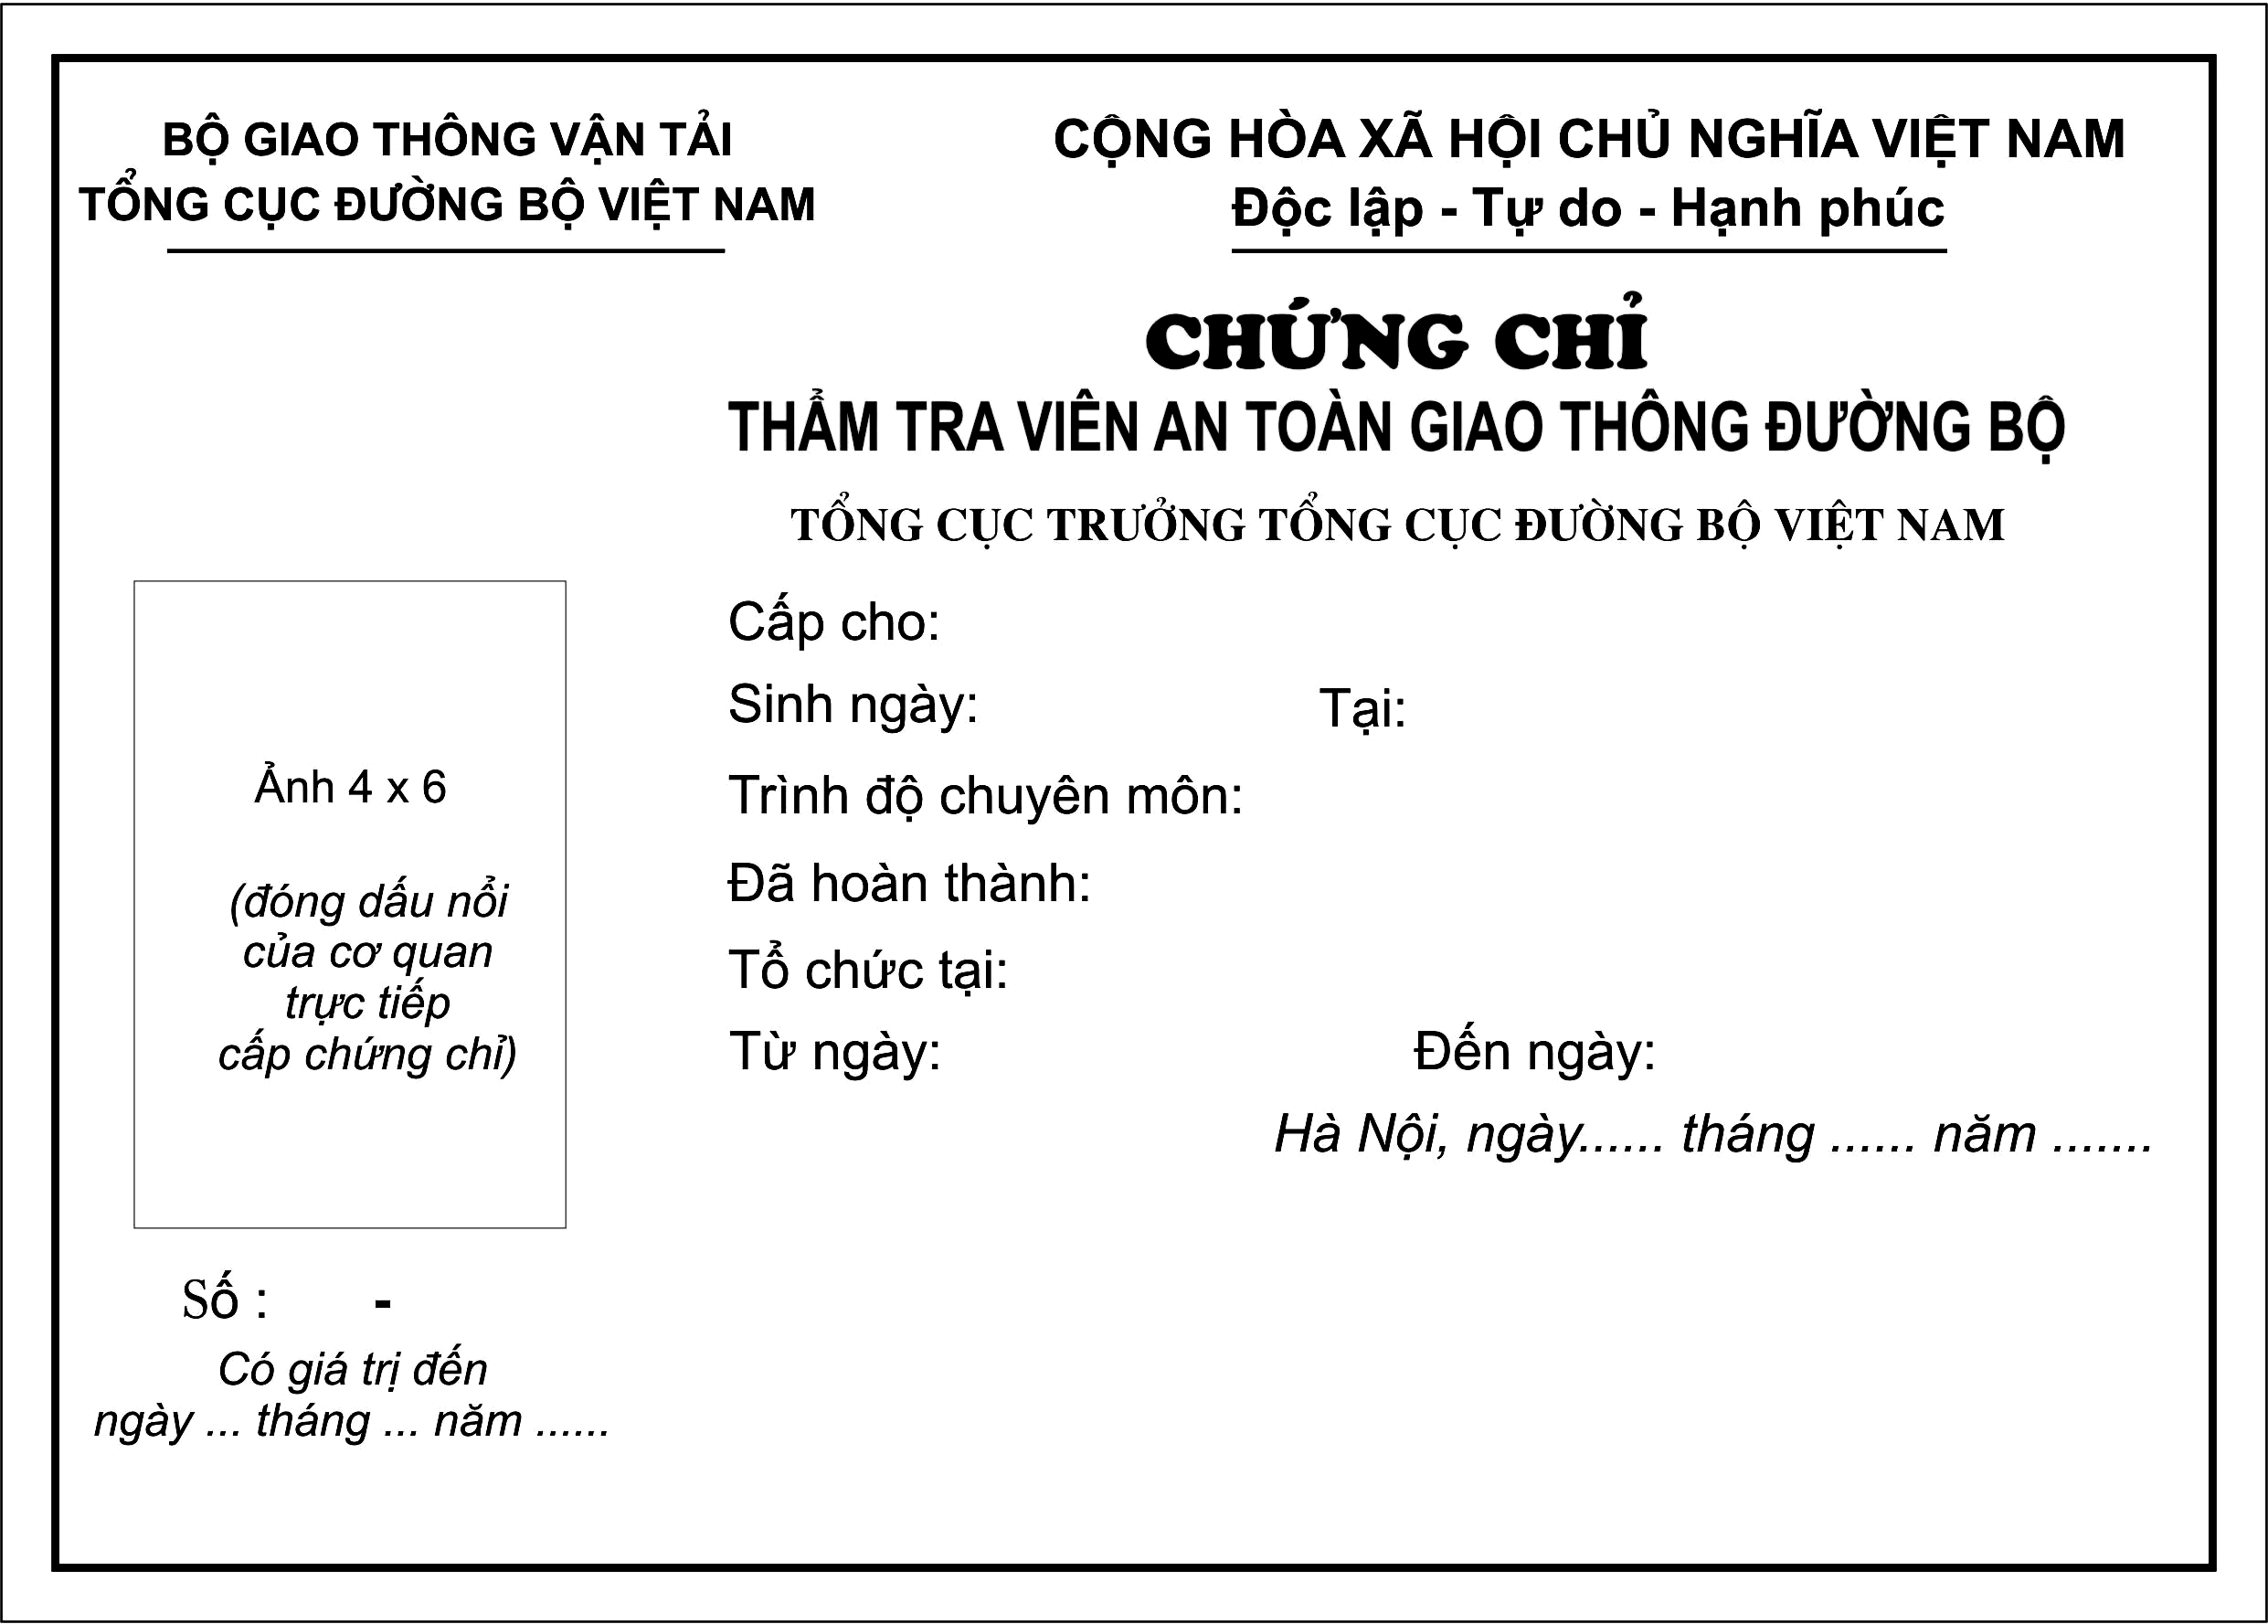 BỘ GIAO THÔNG VẬN TẢI
TỔNG CỤC ĐƯỜNG BỘ VIỆT NAM
CỘNG HÒA XÃ HỘI CHỦ NGHĨA VIỆT NAM
Độc lập - Tự do - Hạnh phúc
CHỨNG CHỈ
THẨM TRA VIÊN AN TOÀN GIAO THÔNG ĐƯỜNG BỘ
TỔNG CỤC TRƯỞNG TỔNG CỤC ĐƯỜNG BỘ VIỆT NAM
Cấp cho:
Sinh ngày: Tại:
Trình độ chuyên môn:
Đã hoàn thành:
Tổ chức tại:
Từ ngày: Đến ngày:
Hà Nội, ngày...... tháng ...... năm .......
Ảnh 4 x 6
(đóng dấu nổi
của cơ quan
trực tiếp
cấp chứng chỉ)
Số : -
Có giá trị đến
ngày ... tháng ... năm ......